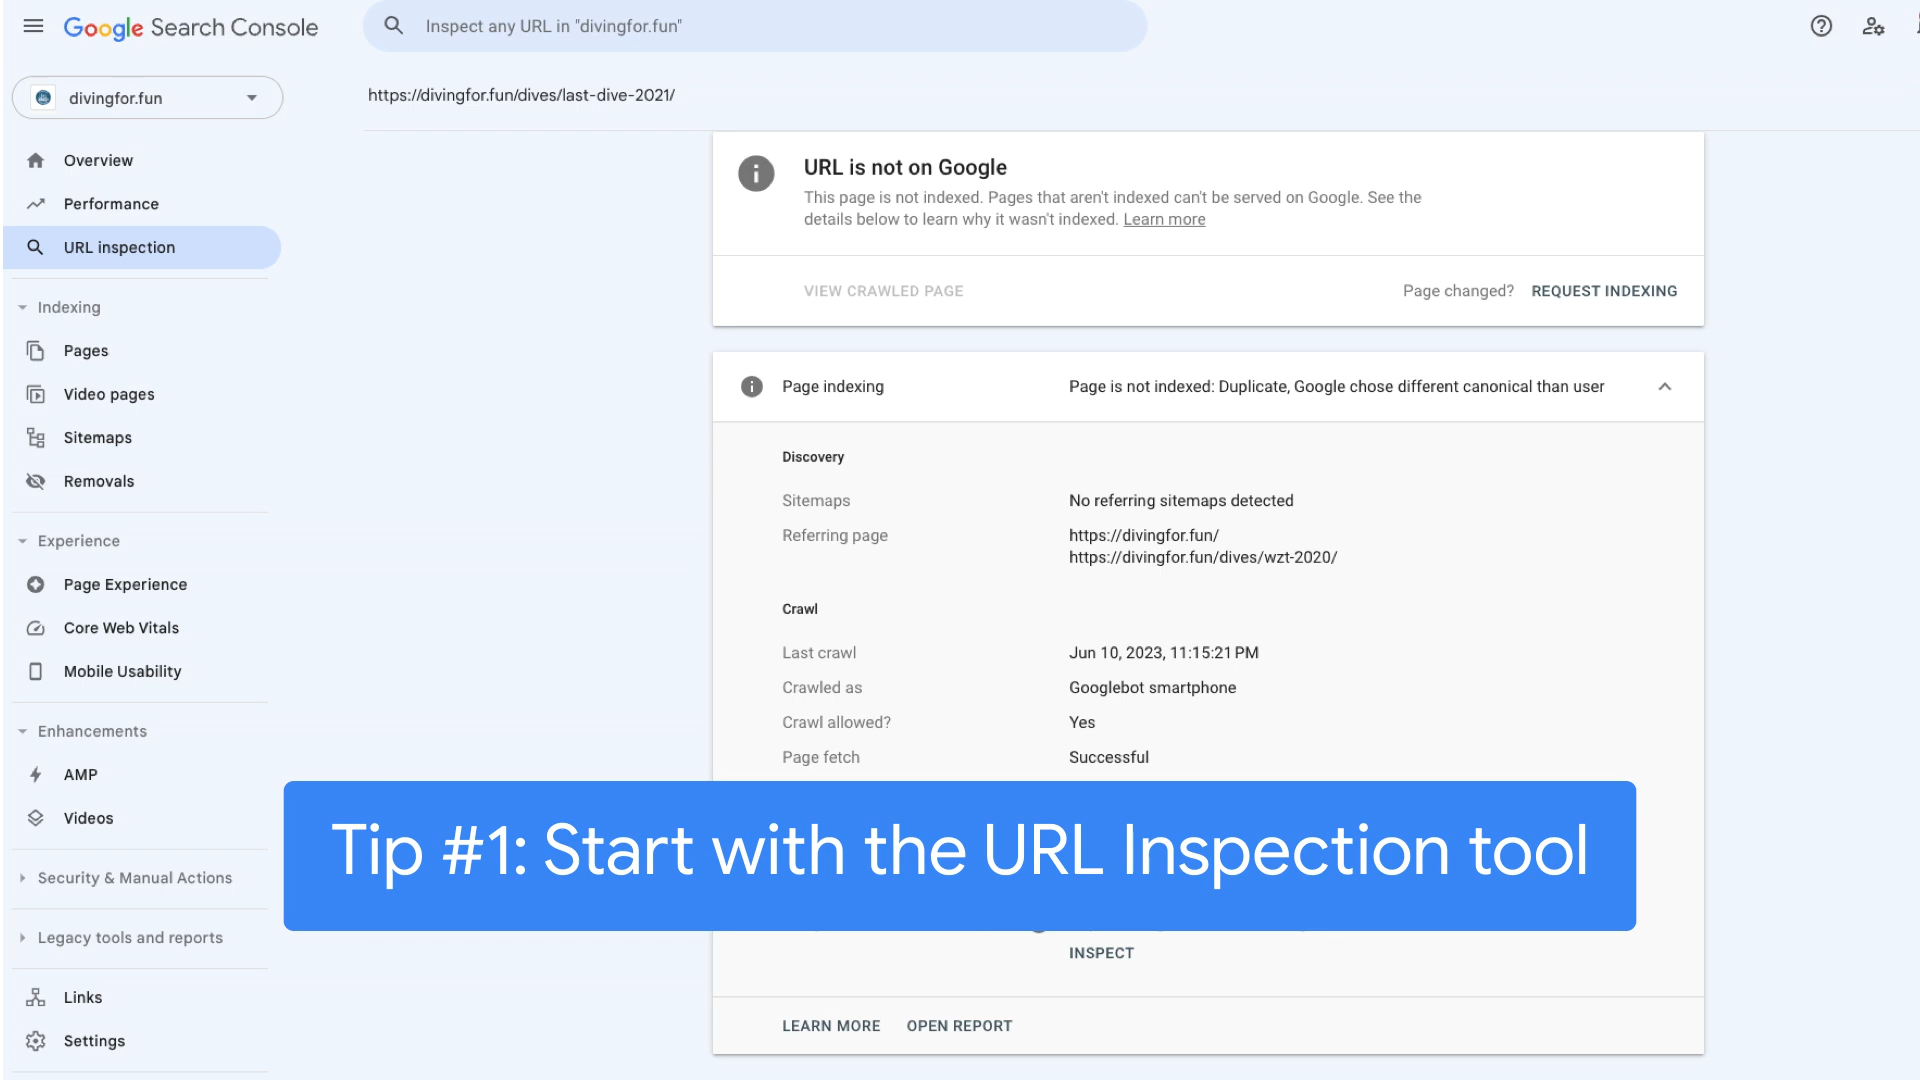 Google Search Console
Inspect any URL in "divingfor.fun"
divingfor.fun
https://divingfor.fun/dives/last-dive-2021/
Overview
Performance
URL inspection
Indexing
Pages
Video pages
Sitemaps
Removals
Experience
Page Experience
Core Web Vitals
Mobile Usability
Enhancements
AMP
Videos
Security & Manual Actions
Legacy tools and reports
Links
Settings
URL is not on Google
This page is not indexed. Pages that aren't indexed can't be served on Google. See the
details below to learn why it wasn't indexed. Learn more
VIEW CRAWLED PAGE
Page changed? REQUEST INDEXING
Page indexing
Page is not indexed: Duplicate, Google chose different canonical than user
Discovery
Sitemaps No referring sitemaps detected
Referring page https://divingfor.fun/
https://divingfor.fun/dives/wzt-2020/
Crawl
Last crawl Jun 10, 2023, 11:15:21 PM
Crawled as Googlebot smartphone
Crawl allowed? Yes
Page fetch Successful
Tip #1: Start with the URL Inspection tool
INSPECT
LEARN MORE OPEN REPORT